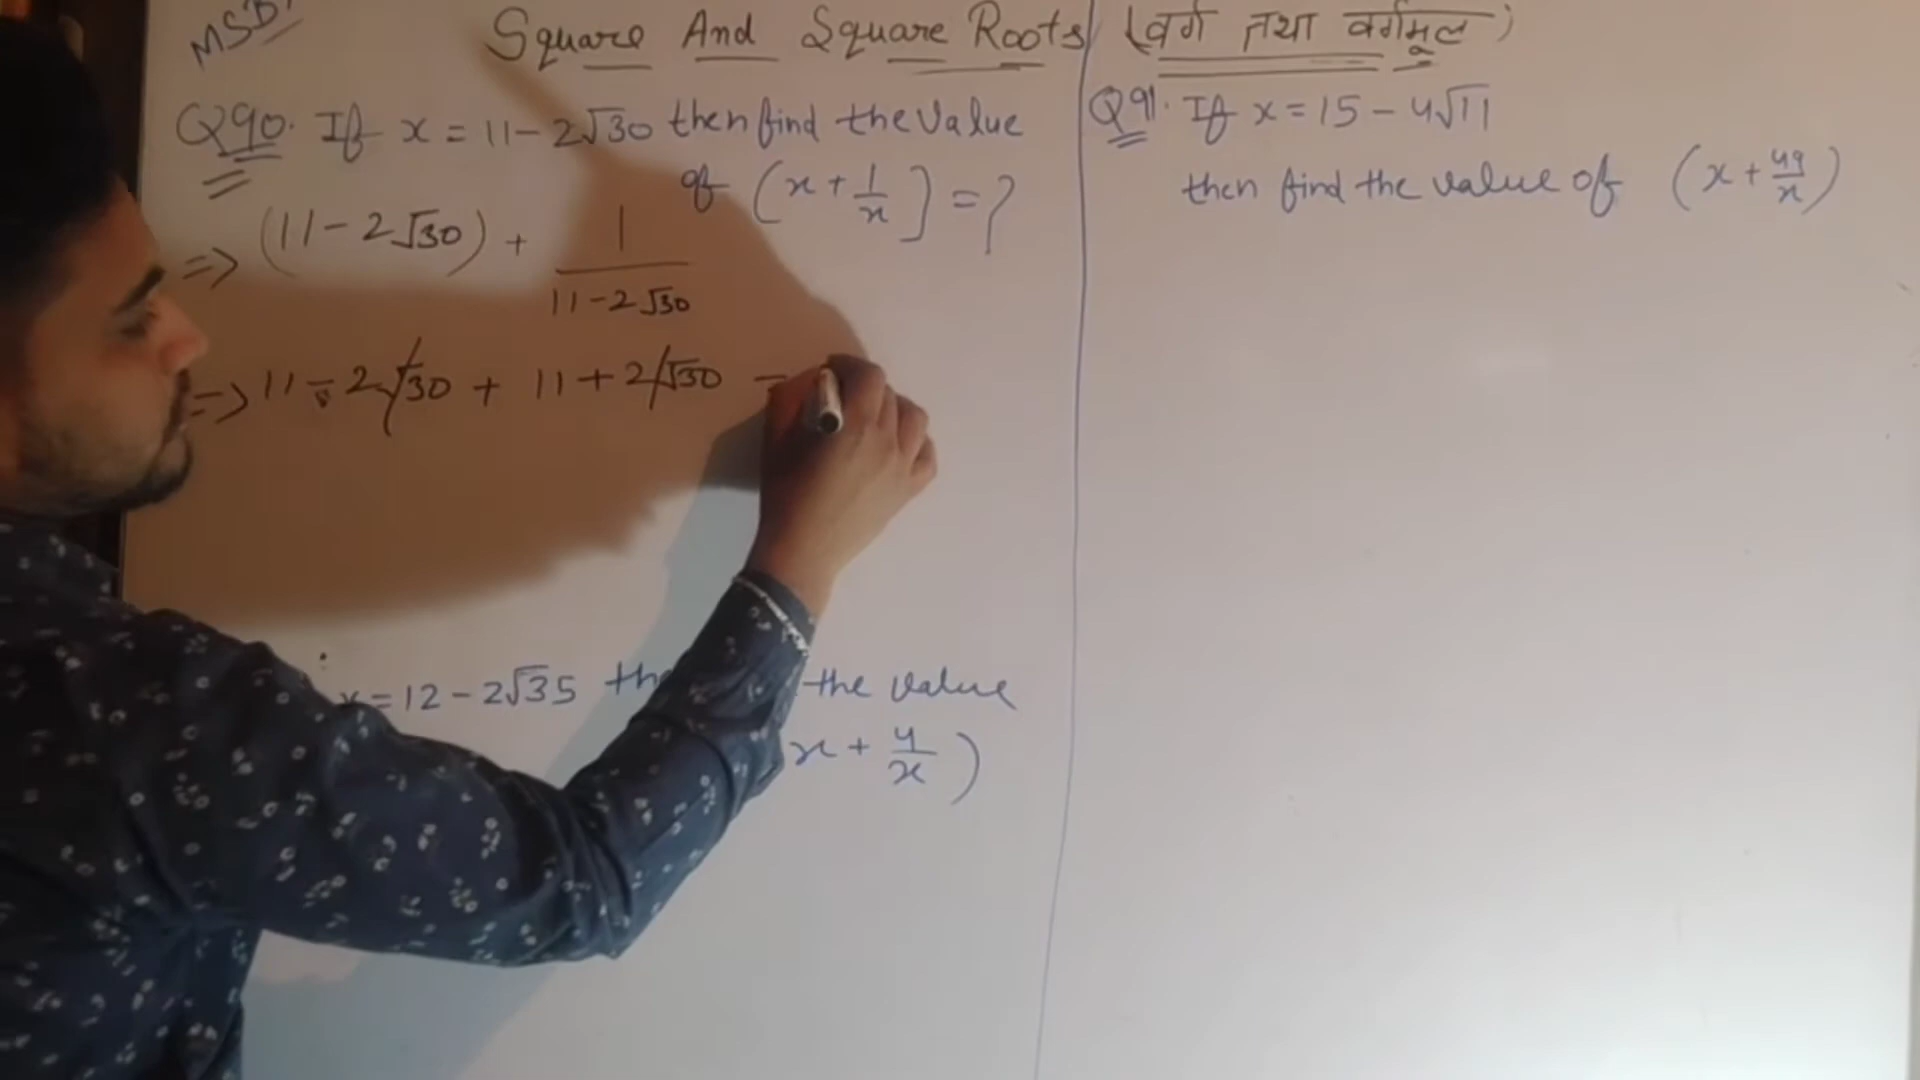 MSD
Square And Square Roots (वर्ग तथा वर्गमूल)
Q90. If x = 11 - 2√30 then find the value
of (x + 1/x) = ?
=> (11 - 2√30) + 1/(11 - 2√30)
=> 11 - 2√30 + 11 + 2√30 =
x = 12 - 2√35 the value
x + 4/x)
Q91. If x = 15 - 4√11
then find the value of (x + 49/x)